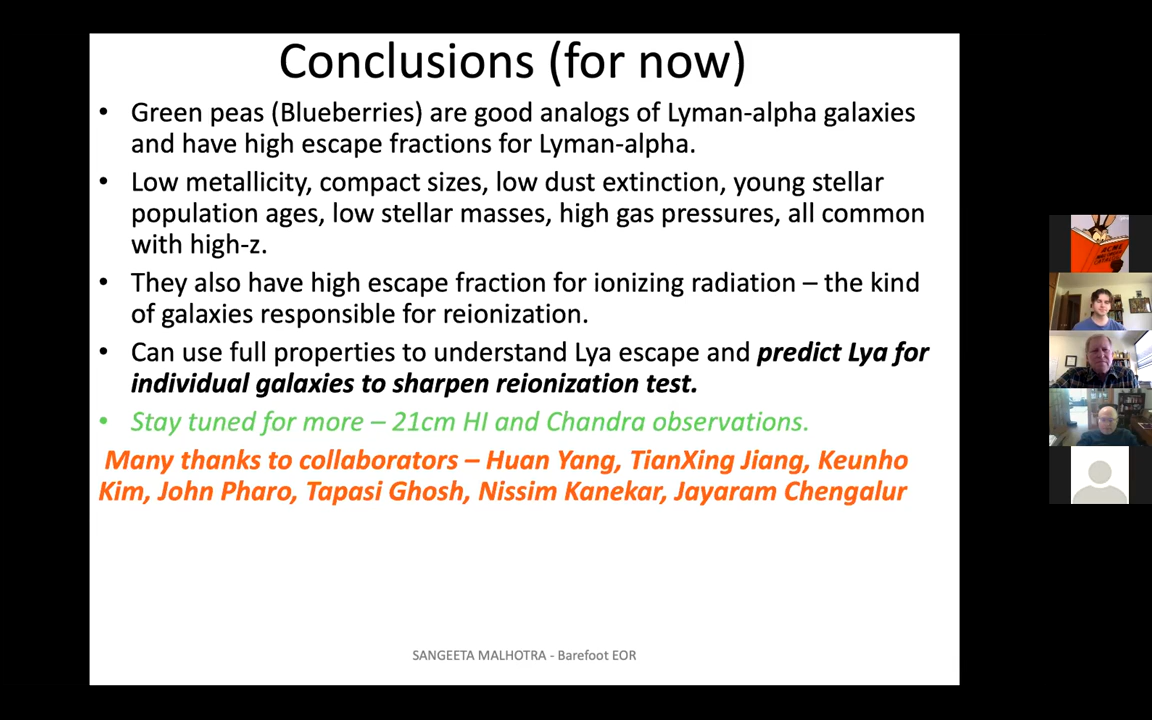 Conclusions (for now)
• Green peas (Blueberries) are good analogs of Lyman-alpha galaxies
and have high escape fractions for Lyman-alpha.
• Low metallicity, compact sizes, low dust extinction, young stellar
population ages, low stellar masses, high gas pressures, all common
with high-z.
• They also have high escape fraction for ionizing radiation – the kind
of galaxies responsible for reionization.
• Can use full properties to understand Lya escape and predict Lya for
individual galaxies to sharpen reionization test.
• Stay tuned for more – 21cm HI and Chandra observations.
Many thanks to collaborators – Huan Yang, TianXing Jiang, Keunho
Kim, John Pharo, Tapasi Ghosh, Nissim Kanekar, Jayaram Chengalur
SANGEETA MALHOTRA - Barefoot EOR
ACME